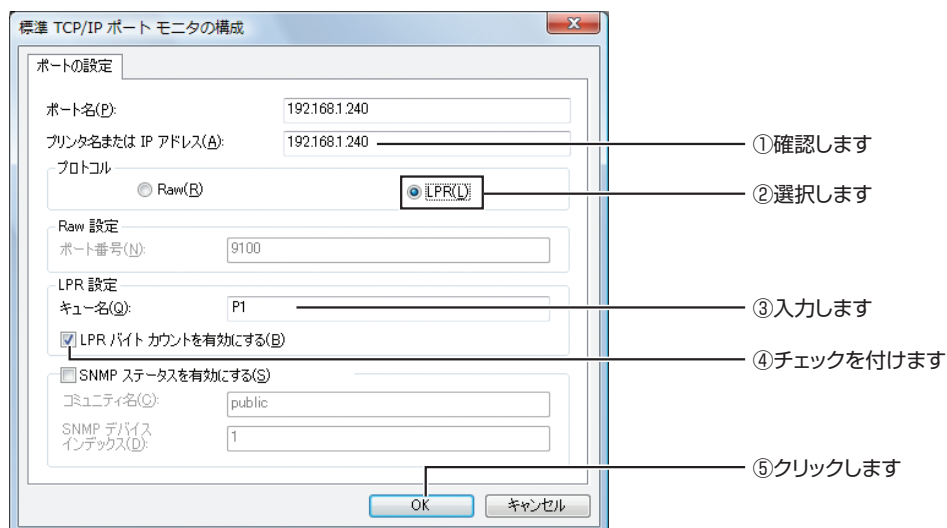 標準 TCP/IP ポート モニタの構成
ポートの設定
ポート名(P): 192.168.1.240
プリンタ名または IP アドレス(A): 192.168.1.240 ①確認します
プロトコル
Raw(R) LPR(L) ②選択します
Raw 設定
ポート番号(N): 9100
LPR 設定
キュー名(Q): P1 ③入力します
LPR バイト カウントを有効にする(B)
④チェックを付けます
SNMP ステータスを有効にする(S)
コミュニティ名(C): public
SNMP デバイス
インデックス(D): 1
⑤クリックします
OK キャンセル